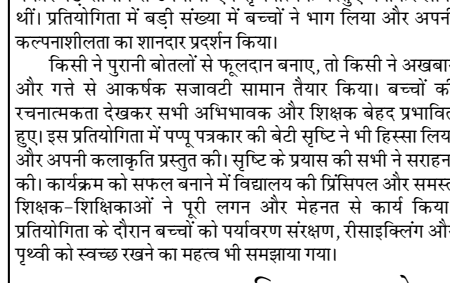 थीं। प्रतियोगिता में बड़ी संख्या में बच्चों ने भाग लिया और अपनी
कल्पनाशीलता का शानदार प्रदर्शन किया।
किसी ने पुरानी बोतलों से फूलदान बनाए, तो किसी ने अखबार
और गत्ते से आकर्षक सजावटी सामान तैयार किया। बच्चों की
रचनात्मकता देखकर सभी अभिभावक और शिक्षक बेहद प्रभावित
हुए। इस प्रतियोगिता में पप्पू पत्रकार की बेटी सृष्टि ने भी हिस्सा लिया
और अपनी कलाकृति प्रस्तुत की। सृष्टि के प्रयास की सभी ने सराहना
की। कार्यक्रम को सफल बनाने में विद्यालय की प्रिंसिपल और समस्त
शिक्षक-शिक्षिकाओं ने पूरी लगन और मेहनत से कार्य किया
प्रतियोगिता के दौरान बच्चों को पर्यावरण संरक्षण, रीसाइक्लिंग और
पृथ्वी को स्वच्छ रखने का महत्व भी समझाया गया।